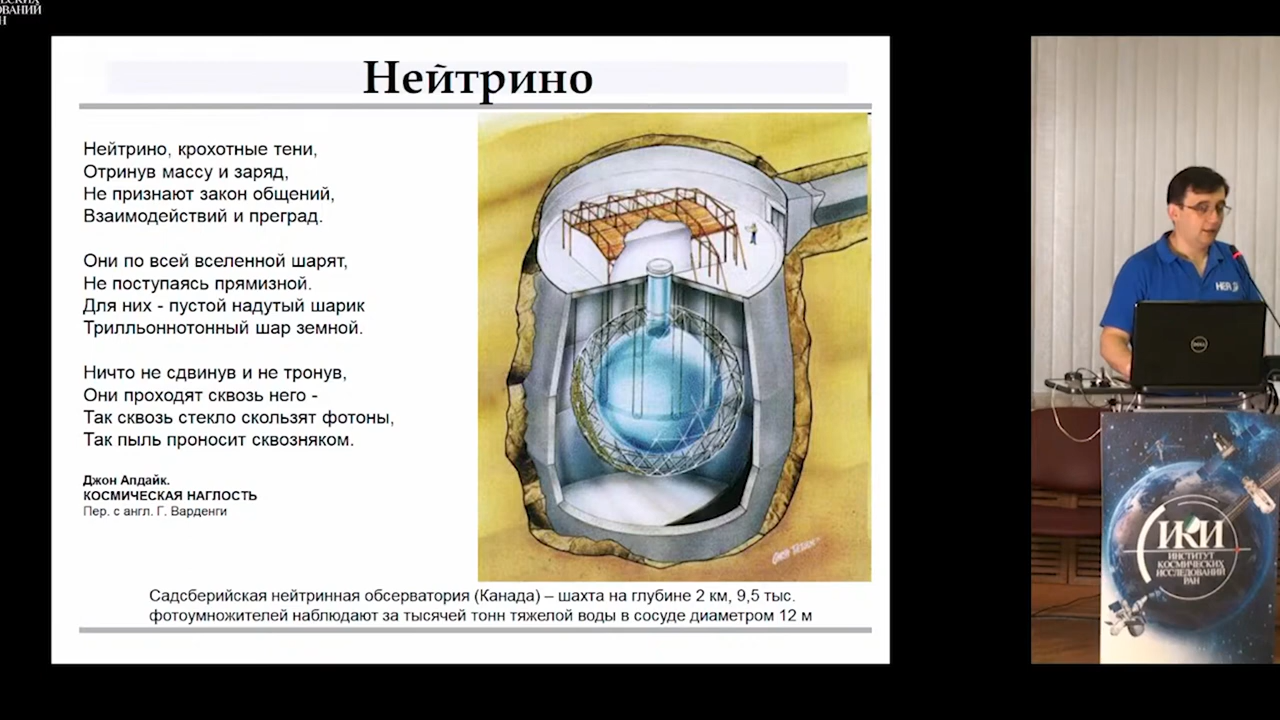 НИЙ
Н
Нейтрино
Нейтрино, крохотные тени,
Отринув массу и заряд,
Не признают закон общений,
Взаимодействий и преград.
Они по всей вселенной шарят,
Не поступаясь прямизной.
Для них - пустой надутый шарик
Трилльоннотонный шар земной.
Ничто не сдвинув и не тронув,
Они проходят сквозь него -
Так сквозь стекло скользят фотоны,
Так пыль проносит сквозняком.
Джон Апдайк.
КОСМИЧЕСКАЯ НАГЛОСТЬ
Пер. с англ. Г. Варденги
Садсберийская нейтринная обсерватория (Канада) – шахта на глубине 2 км, 9,5 тыс.
фотоумножителей наблюдают за тысячей тонн тяжелой воды в сосуде диаметром 12 м
DELL
ИКИ
ИНСТИТУТ
КОСМИЧЕСКИХ
ИССЛЕДОВАНИЙ
РАН